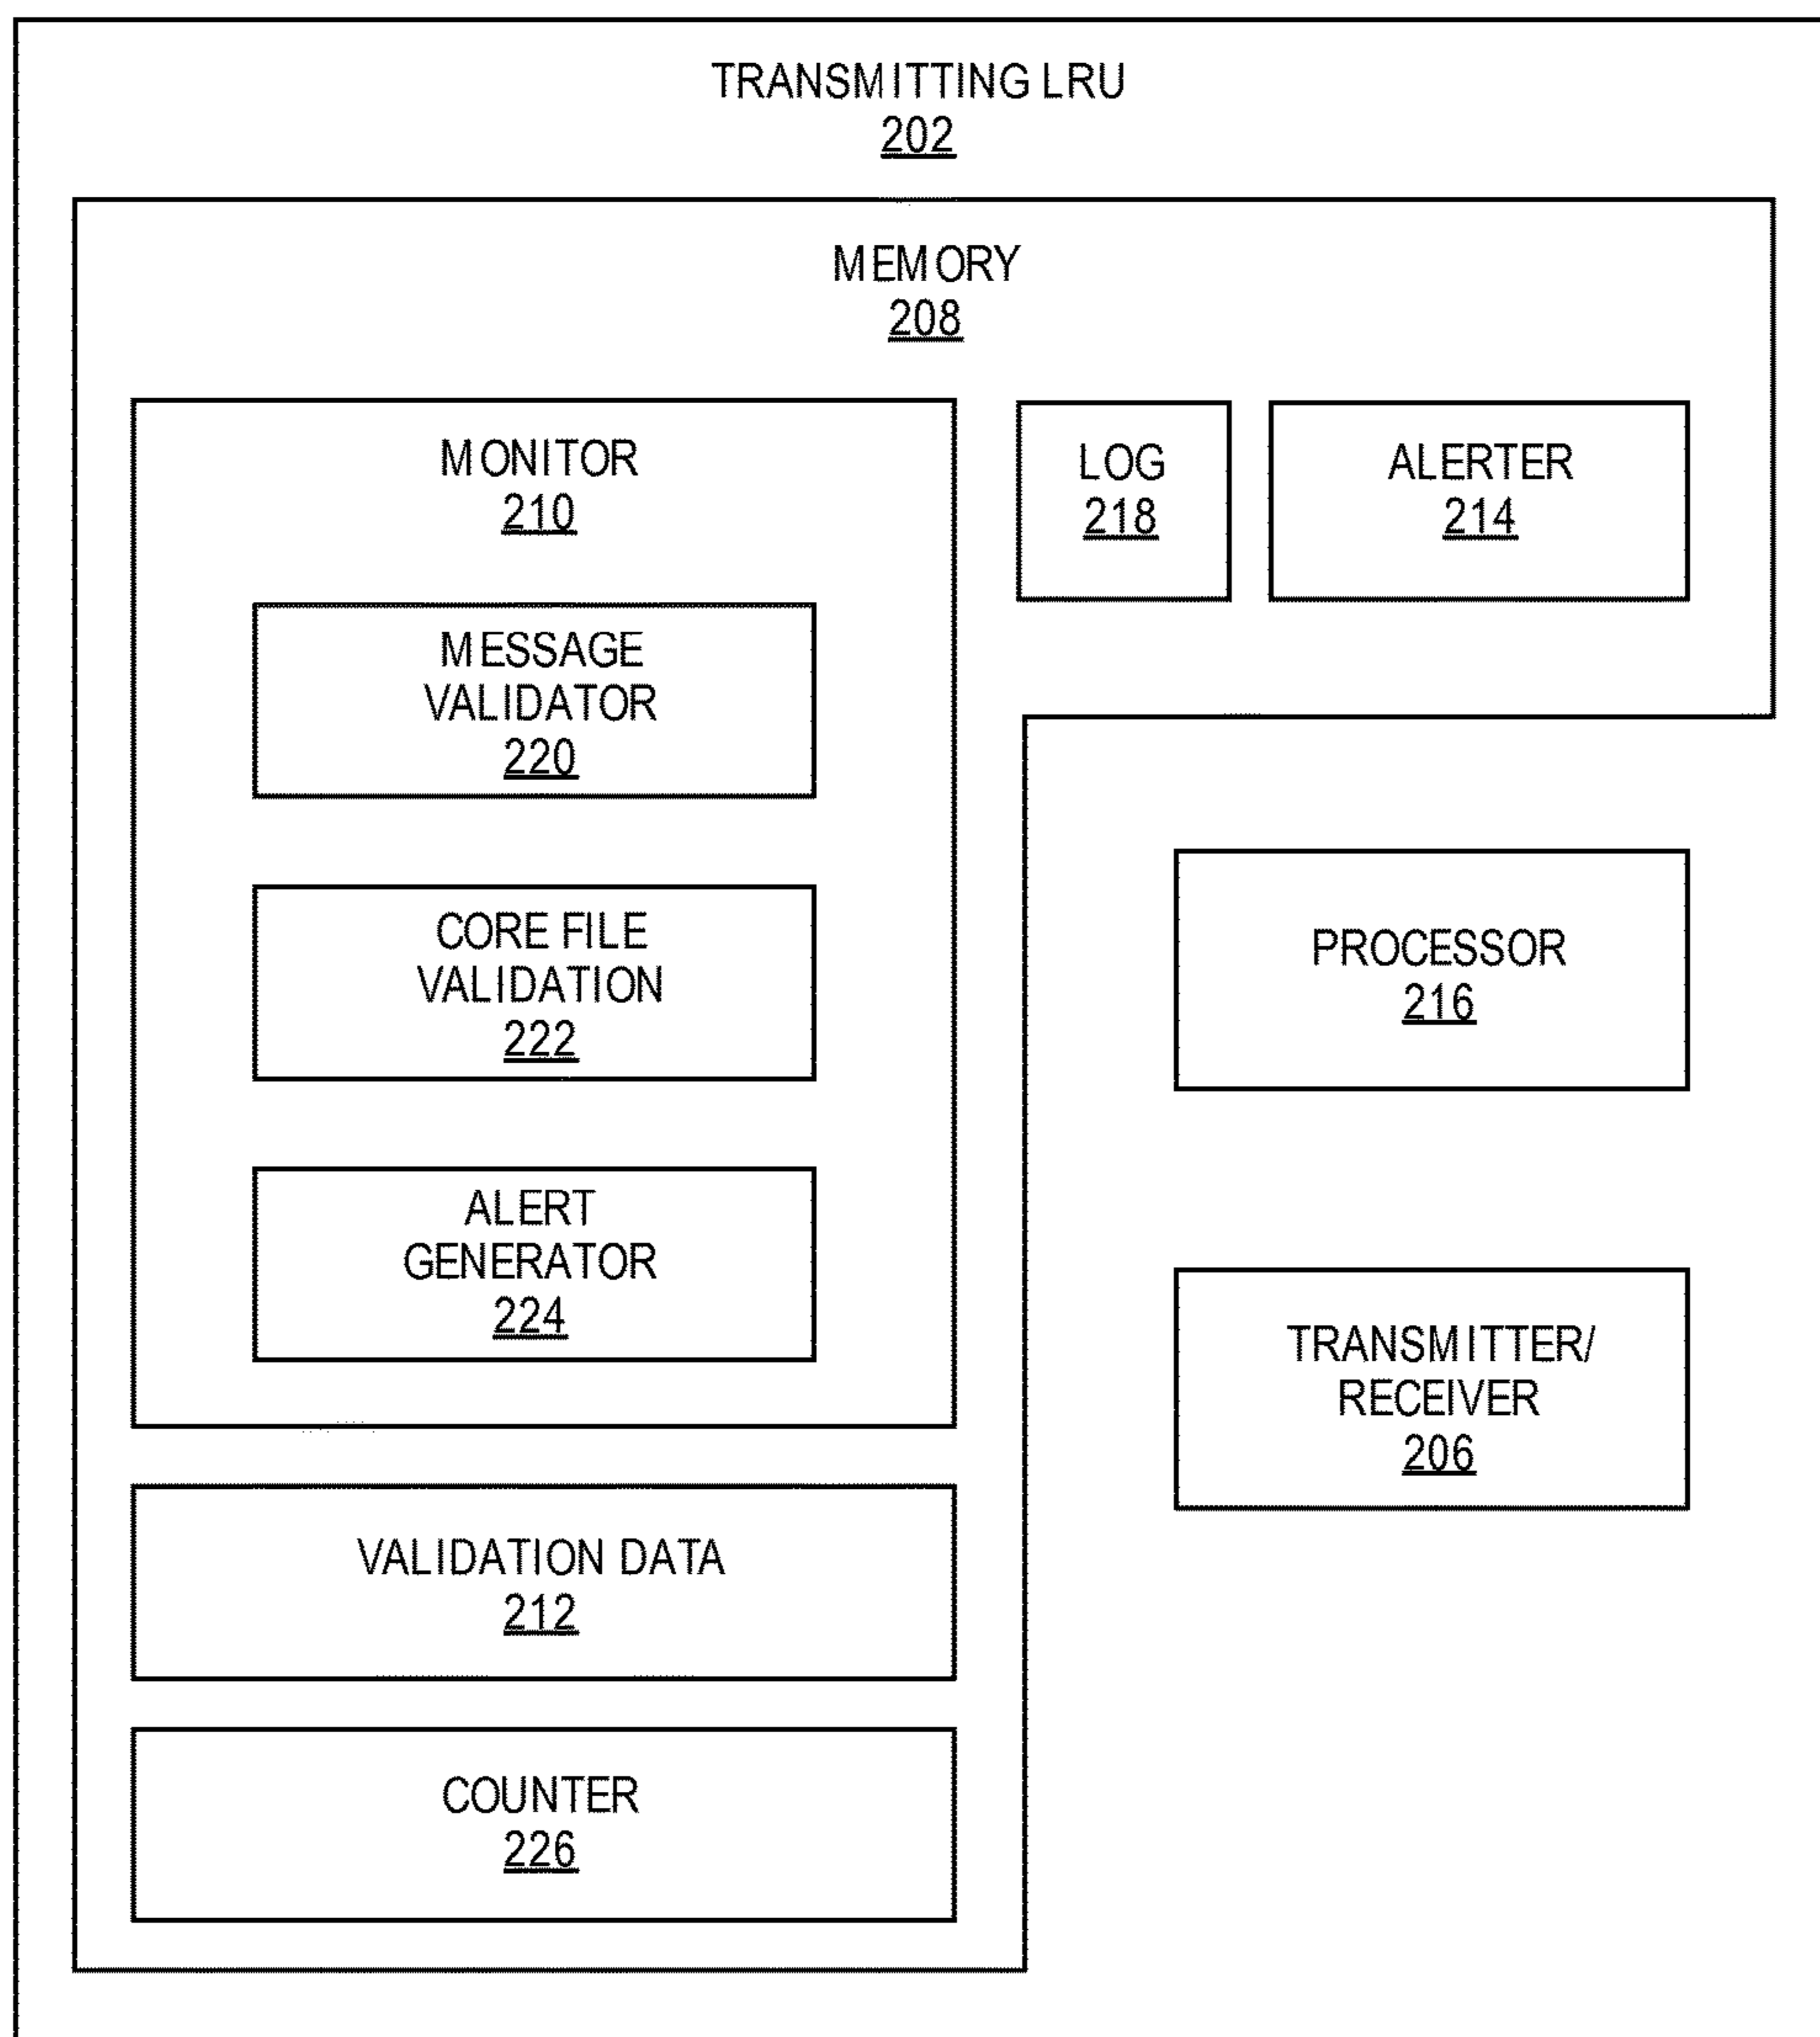 TRANSMITTING LRU
202
MEMORY
208
MONITOR
210
LOG
218
ALERTER
214
MESSAGE
VALIDATOR
220
CORE FILE
VALIDATION
222
ALERT
GENERATOR
224
PROCESSOR
216
TRANSMITTER/
RECEIVER
206
VALIDATION DATA
212
COUNTER
226